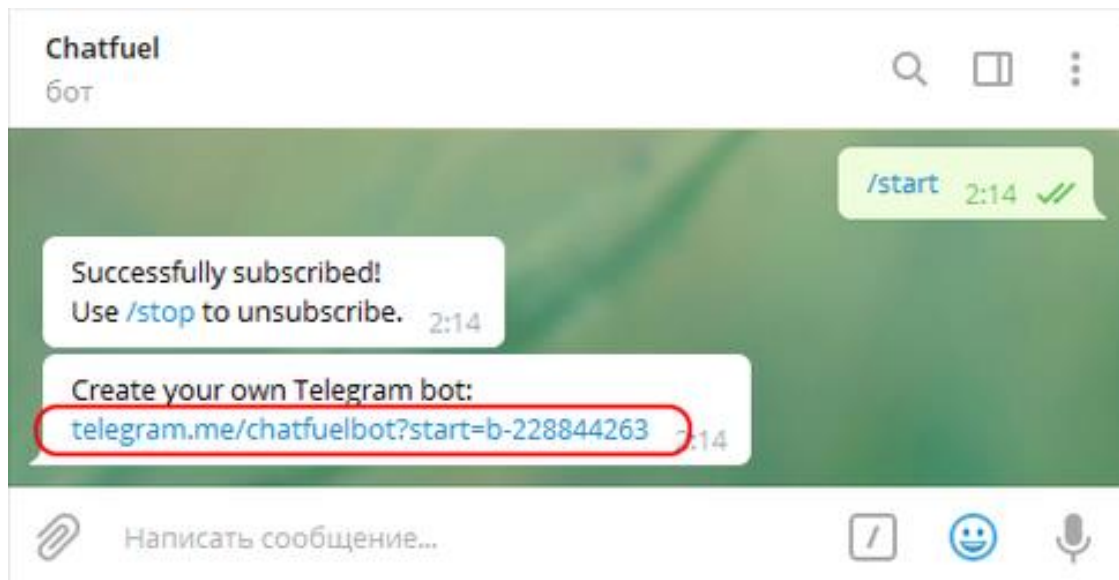 Chatfuel
бот
/start 2:14
Successfully subscribed!
Use /stop to unsubscribe. 2:14
Create your own Telegram bot:
telegram.me/chatfuelbot?start=b-228844263 2:14
Написать сообщение...